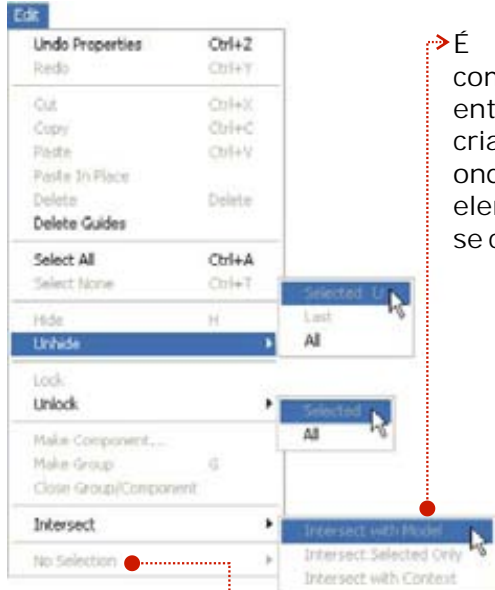 Edit
Undo Properties Ctrl+Z
Redo Ctrl+Y
Cut Ctrl+X
Copy Ctrl+C
Paste Ctrl+V
Paste In Place
Delete Delete
Delete Guides
Select All Ctrl+A
Select None Ctrl+T
Hide H
Unhide
Selected U
Last
All
Lock
Unlock
Selected
All
Make Component...
Make Group G
Close Group/Component
Intersect
Intersect with Model
Intersect Selected Only
Intersect with Context
No Selection
É
con
ent
cria
ond
eler
se d